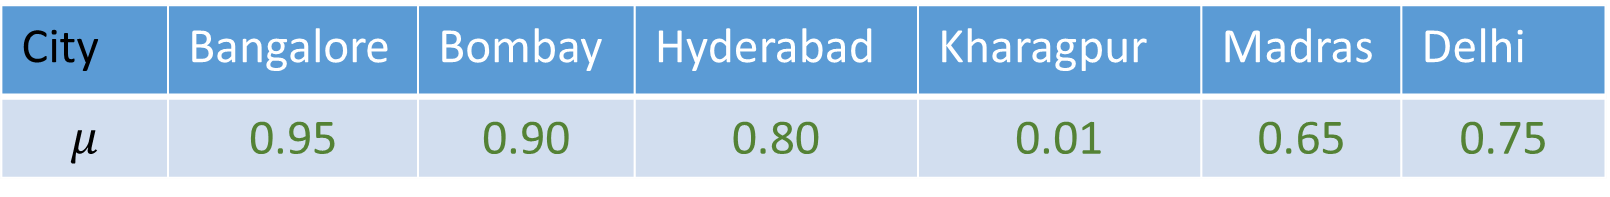 City Bangalore Bombay Hyderabad Kharagpur Madras Delhi
μ 0.95 0.90 0.80 0.01 0.65 0.75